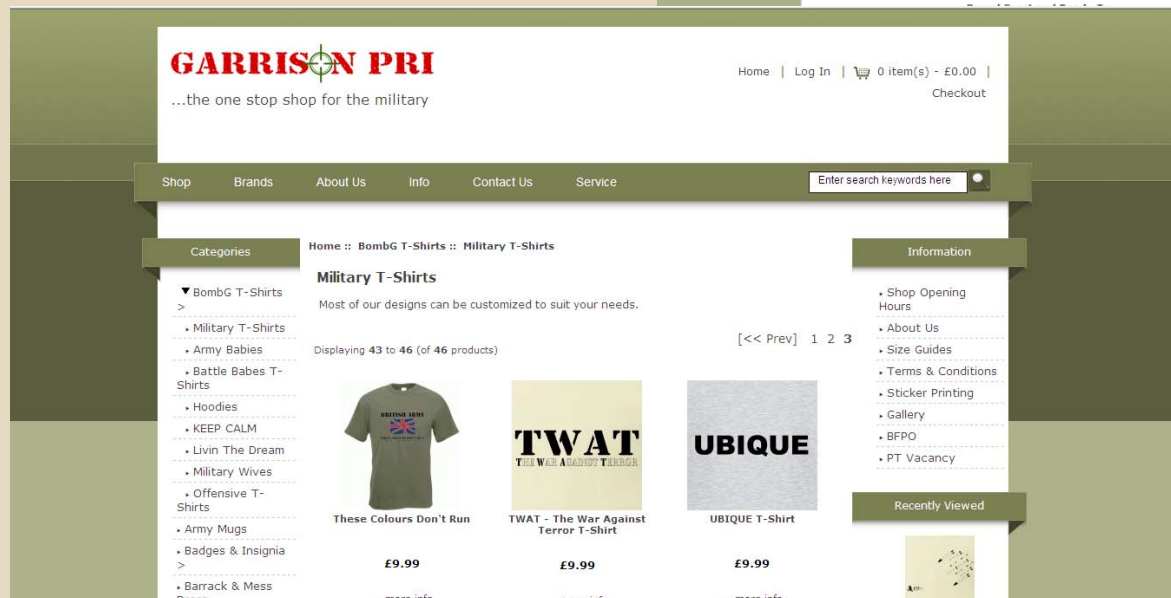 GARRISON PRI
...the one stop shop for the military
Home | Log In | 0 item(s) - £0.00 |
Checkout
Shop Brands About Us Info Contact Us Service
Enter search keywords here
Categories
▼ BombG T-Shirts
>
Military T-Shirts
Army Babies
Battle Babes T-
Shirts
Hoodies
KEEP CALM
Livin The Dream
Military Wives
Offensive T-
Shirts
Army Mugs
Badges & Insignia
>
Barrack & Mess
Home :: BombG T-Shirts :: Military T-Shirts
Military T-Shirts
Most of our designs can be customized to suit your needs.
[<< Prev] 1 2 3
Displaying 43 to 46 (of 46 products)
BRITISH ARMY
These Colours Don't Run
£9.99
TWAT
THE WAR AGAINST TERROR
TWAT - The War Against
Terror T-Shirt
£9.99
UBIQUE
UBIQUE T-Shirt
£9.99
Information
Shop Opening
Hours
About Us
Size Guides
Terms & Conditions
Sticker Printing
Gallery
BFPO
PT Vacancy
Recently Viewed